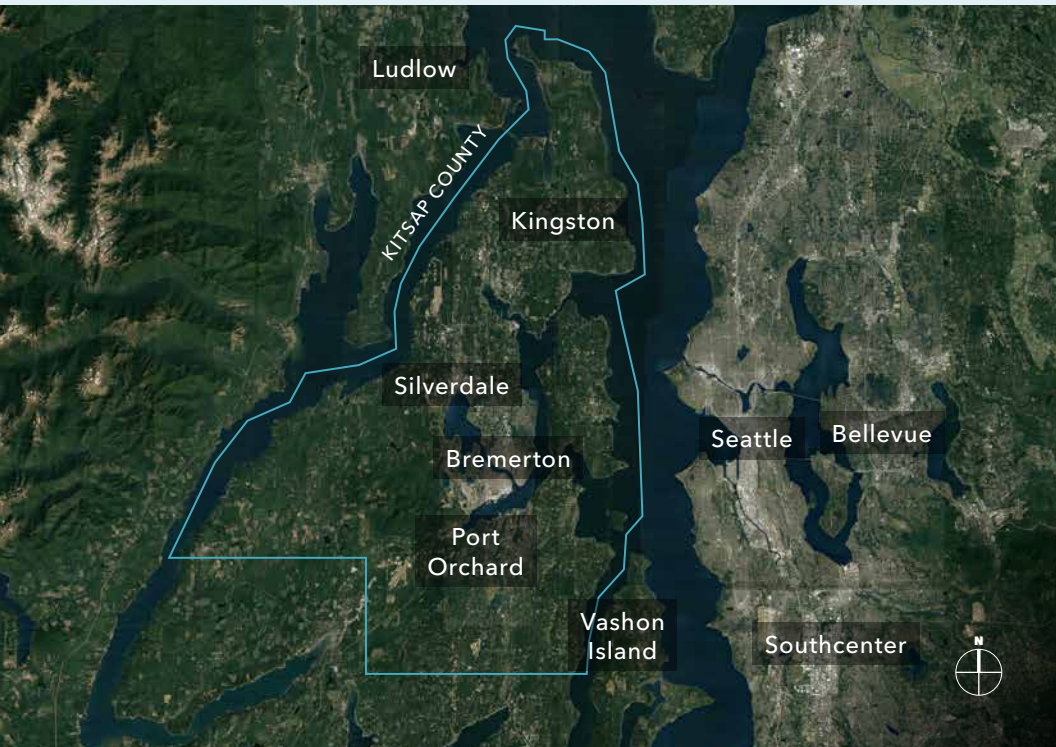 Ludlow
KITSAP COUNTY
Kingston
Silverdale
Bremerton
Seattle
Bellevue
Port
Orchard
Vashon
Island
Southcenter
N